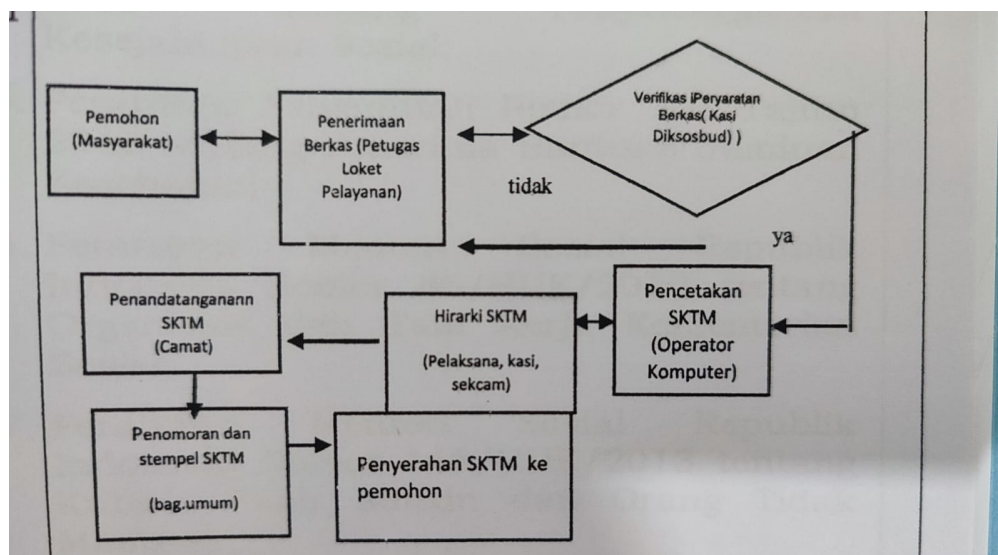 Pemohon
(Masyarakat)
Penerimaan
Berkas (Petugas
Loket
Pelayanan)
Verifikas iPeryaratan
Berkas( Kasi
Diksosbud) )
tidak
ya
Pencetakan
SKTM
(Operator
Komputer)
Hirarki SKTM
(Pelaksana, kasi,
sekcam)
Penandatanganann
SKTM
(Camat)
Penomoran dan
stempel SKTM
(bag.umum)
Penyerahan SKTM ke
pemohon